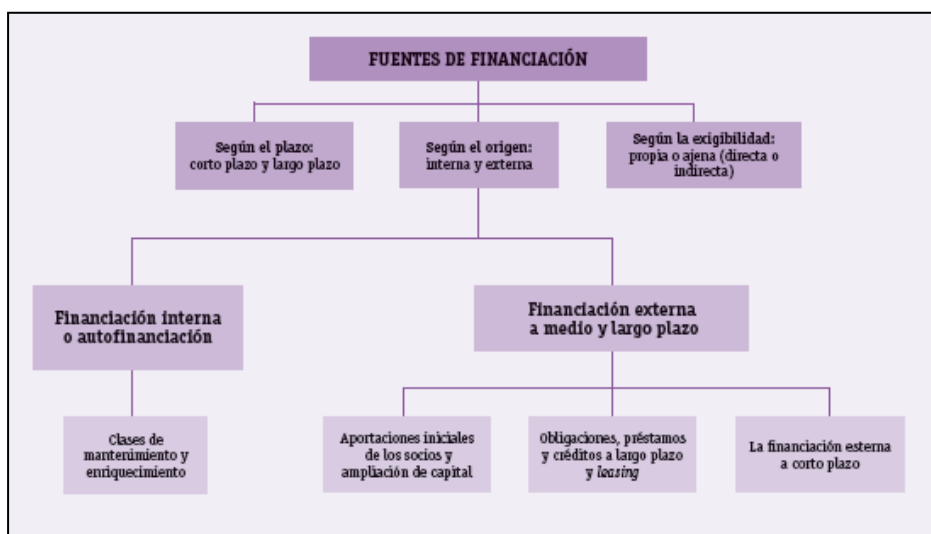 FUENTES DE FINANCIACIÓN
Según el plazo:
corto plazo y largo plazo
Según el origen:
interna y externa
Según la exigibilidad:
propia o ajena (directa o
indirecta)
Financiación interna
o autofinanciación
Financiación externa
a medio y largo plazo
Clases de
mantenimiento y
enriquecimiento
Aportaciones iniciales
de los socios y
ampliación de capital
Obligaciones, préstamos
y créditos a largo plazo
y leasing
La financiación externa
a corto plazo